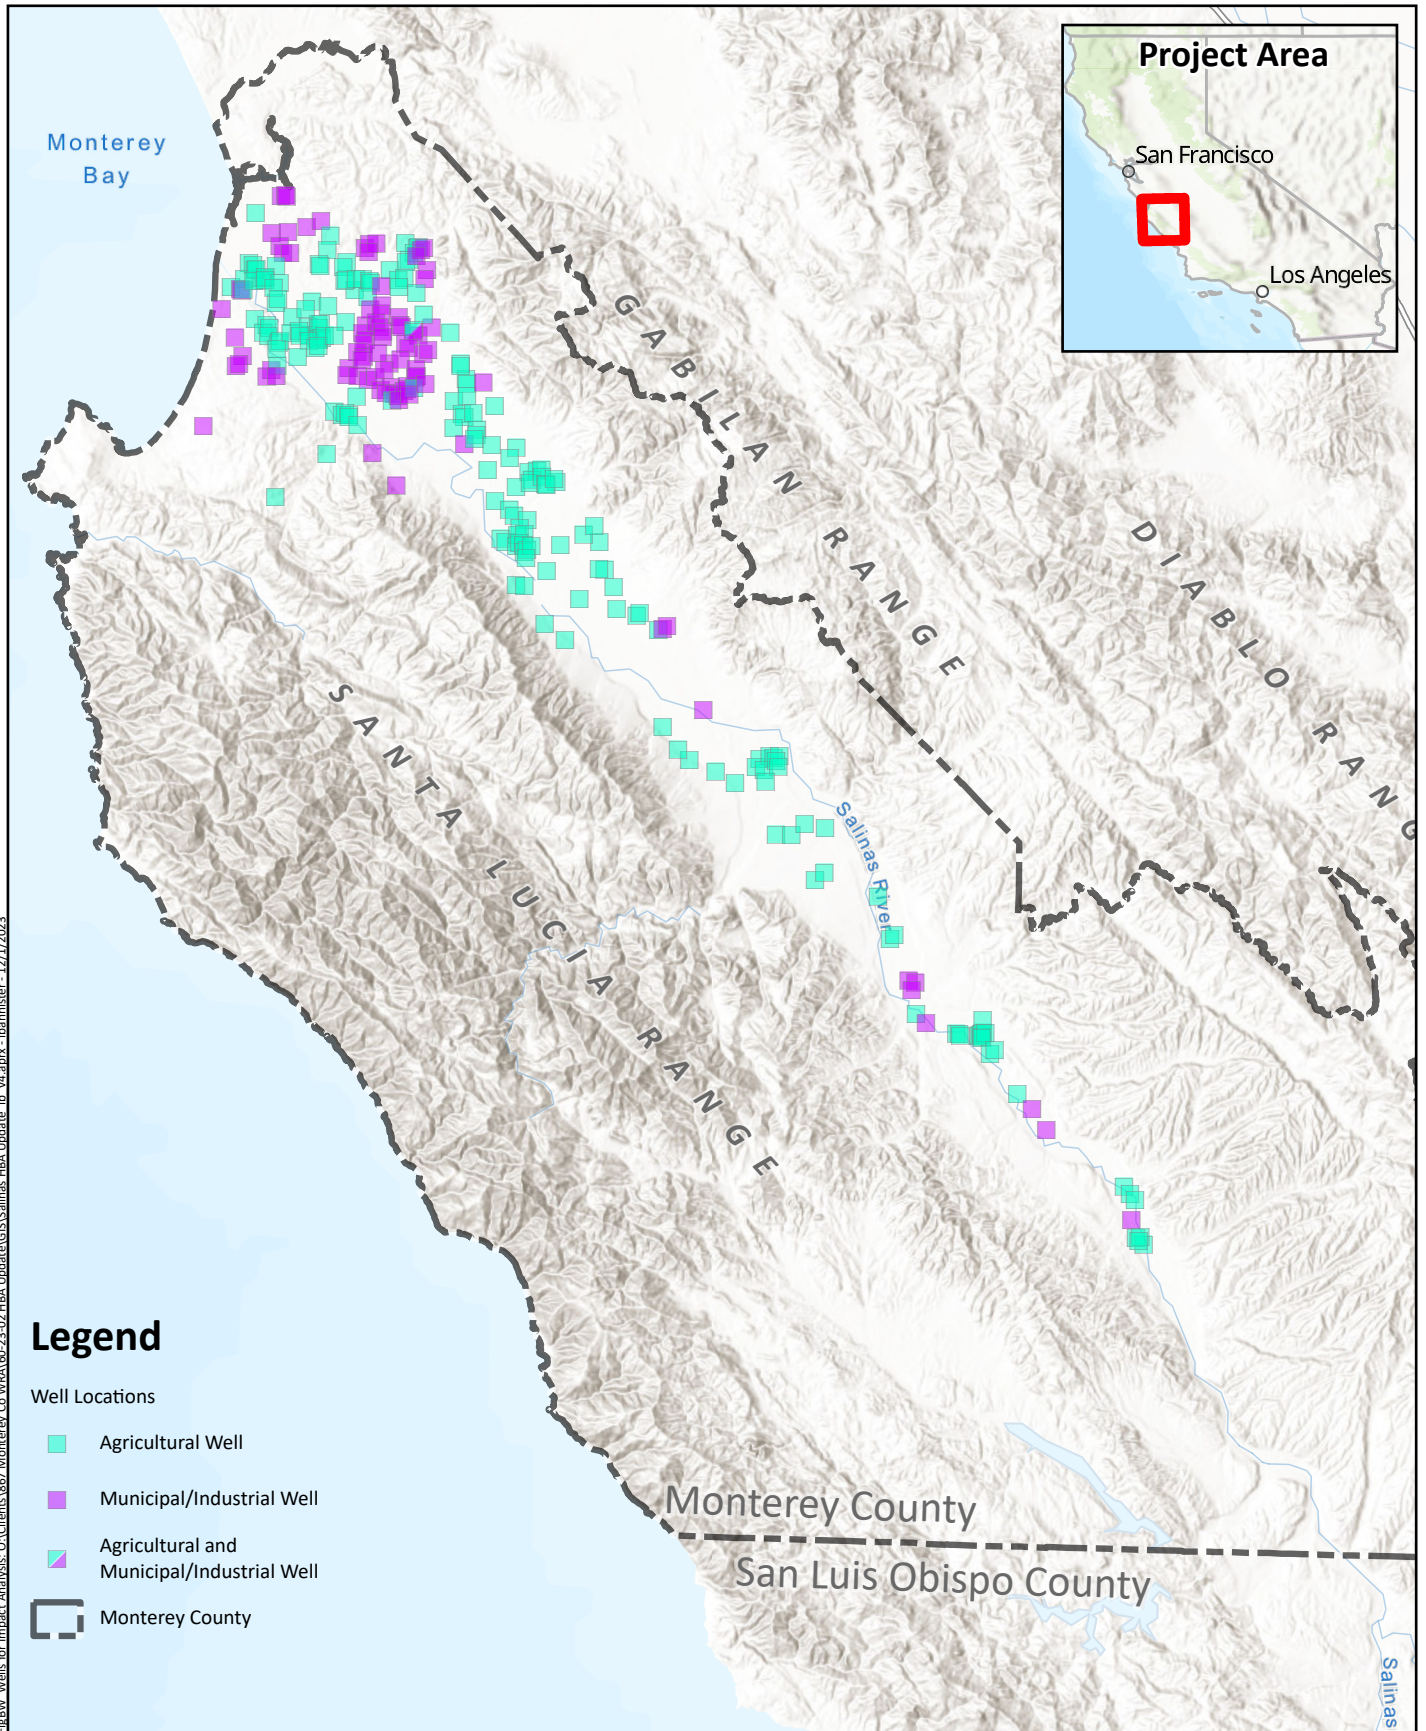 Project Area
San Francisco
Los Angeles
Monterey
Bay
GABILAN RANGE
DIABLO RANG
SANTA LUCIA RANGE
Salinas River
Monterey County
San Luis Obispo County
Salinas
Legend
Well Locations
Agricultural Well
Municipal/Industrial Well
Agricultural and
Municipal/Industrial Well
Monterey County